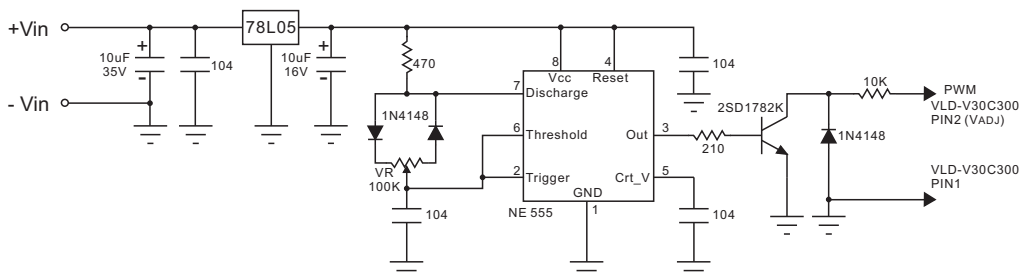 +Vin
78L05
10uF
35V
104
10uF
16V
470
104
8
4
Vcc
Reset
7
Discharge
1N4148
6
Threshold
Out
3
210
2SD1782K
10K
PWM
VLD-V30C300
PIN2 (VADJ)
1N4148
- Vin
VR
100K
2
Trigger
Crt_V
5
VLD-V30C300
PIN1
GND
1
NE 555
104
104